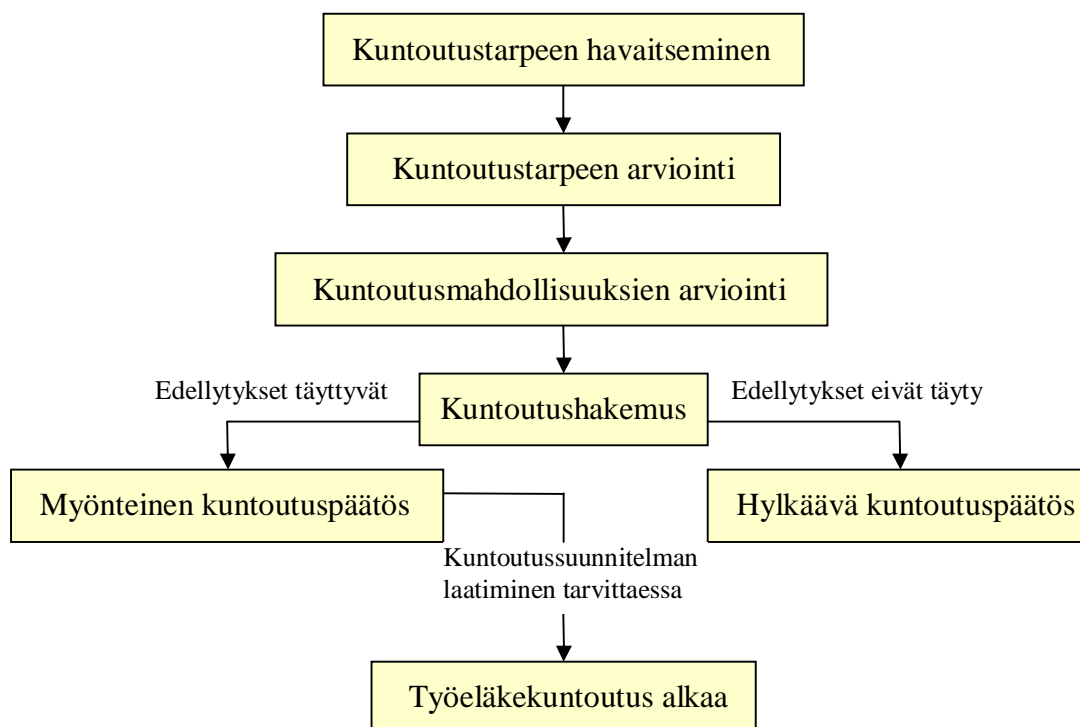 Kuntoutustarpeen havaitseminen
Kuntoutustarpeen arviointi
Kuntoutusmahdollisuuksien arviointi
Edellytykset täyttyvät
Kuntoutushakemus
Edellytykset eivät täyty
Myönteinen kuntoutuspäätös
Hylkäävä kuntoutuspäätös
Kuntoutussuunnitelman
laatiminen tarvittaessa
Työeläkekuntoutus alkaa